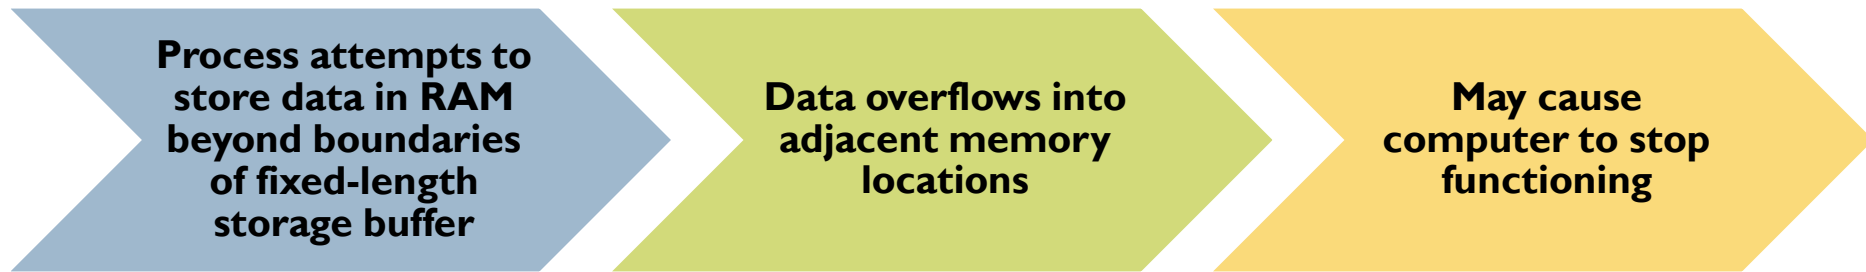 Process attempts to
store data in RAM
beyond boundaries
of fixed-length
storage buffer
Data overflows into
adjacent memory
locations
May cause
computer to stop
functioning